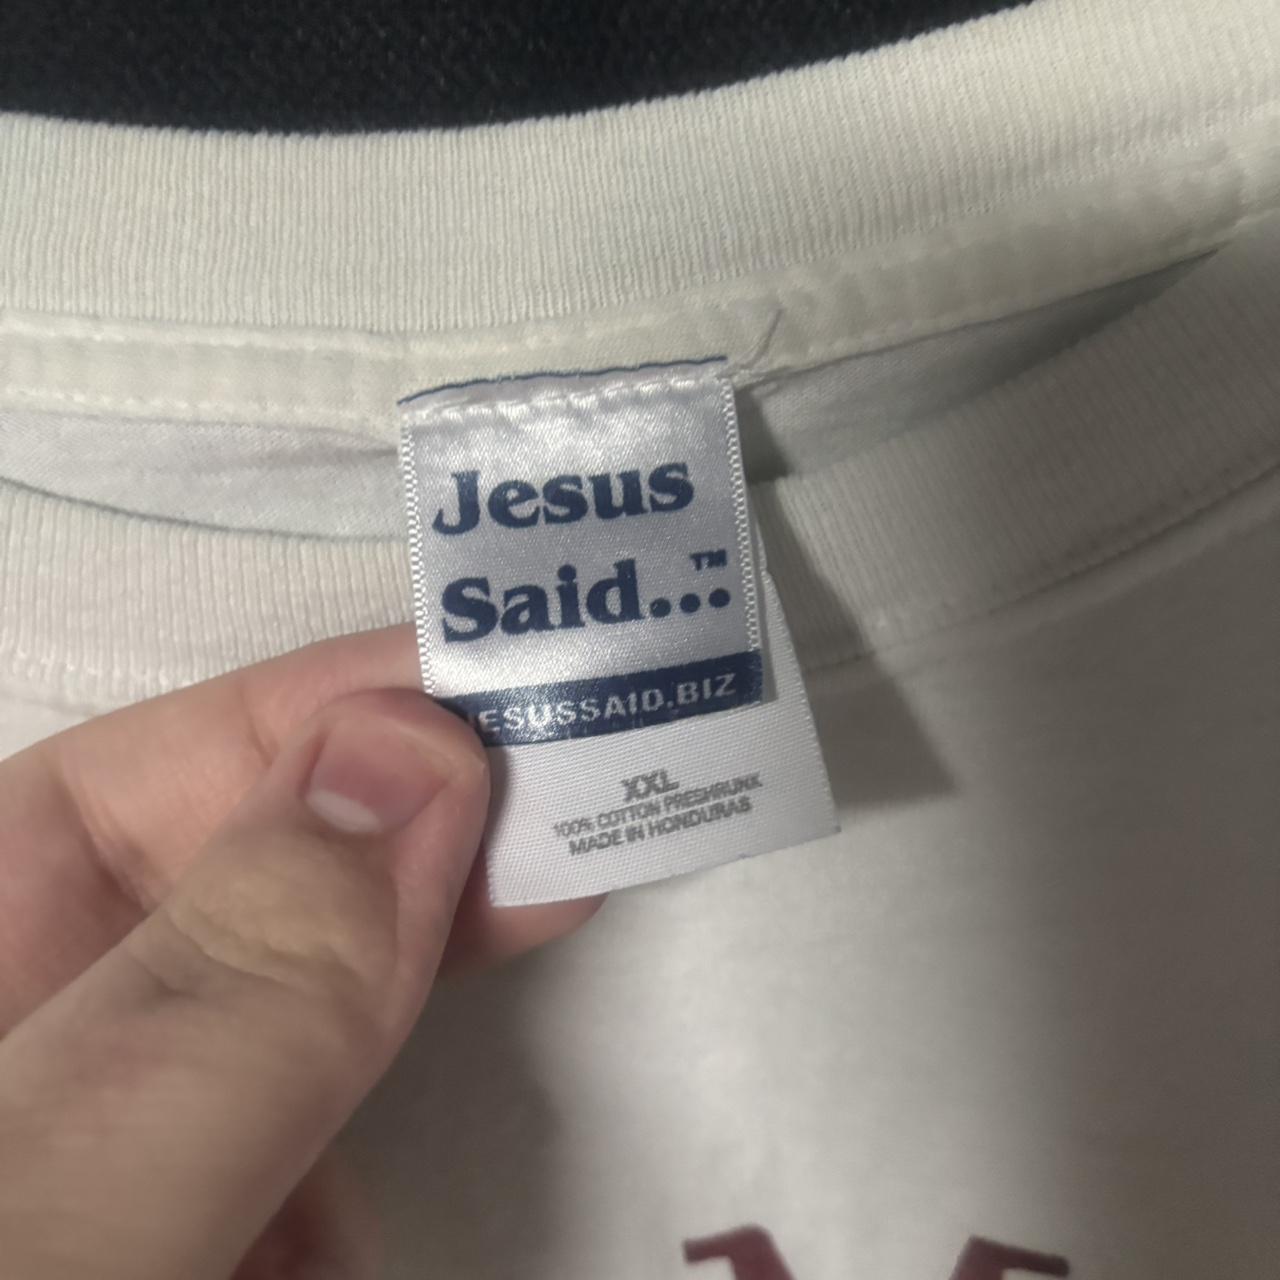 Jesus
Said...™
JESUSSAID.BIZ
XXL
100% COTTON PRESHRUNK
MADE IN HONDURAS